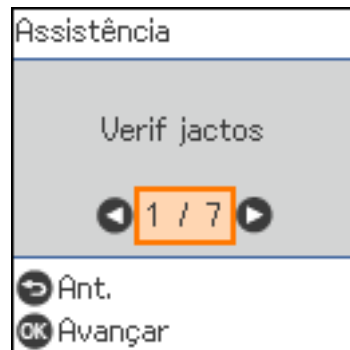 Assistência
Verif jactos
1 / 7
Ant.
OK Avançar